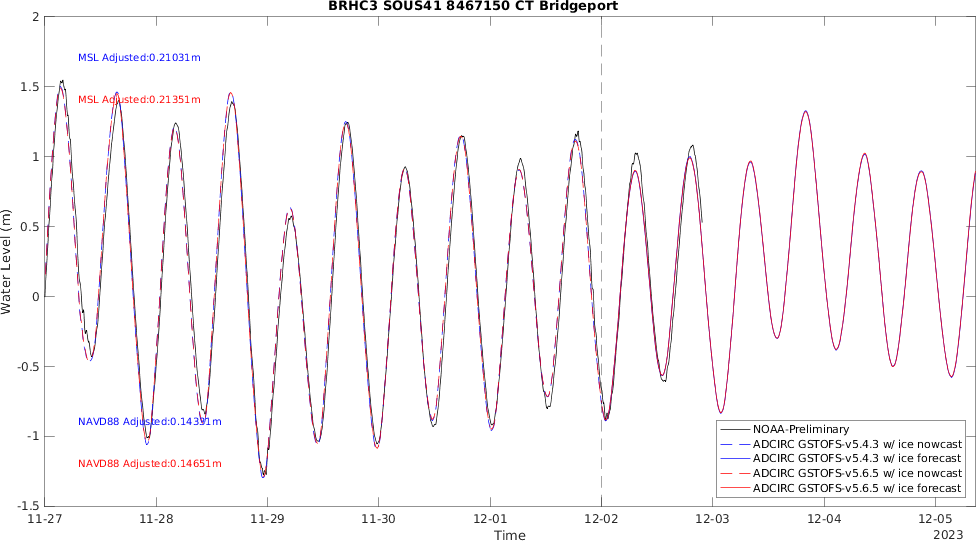 BRHC3 SOUS41 8467150 CT Bridgeport
2
1.5
1
0.5
0
-0.5
-1
-1.5
Water Level (m)
MSL Adjusted:0.21031m
MSL Adjusted:0.21351m
NAVD88 Adjusted:0.14331m
NAVD88 Adjusted:0.14651m
NOAA-Preliminary
ADCIRC GSTOFS-v5.4.3 w/ ice nowcast
ADCIRC GSTOFS-v5.4.3 w/ ice forecast
ADCIRC GSTOFS-v5.6.5 w/ ice nowcast
ADCIRC GSTOFS-v5.6.5 w/ ice forecast
11-27 11-28 11-29 11-30 12-01 12-02 12-03 12-04 12-05
Time
2023